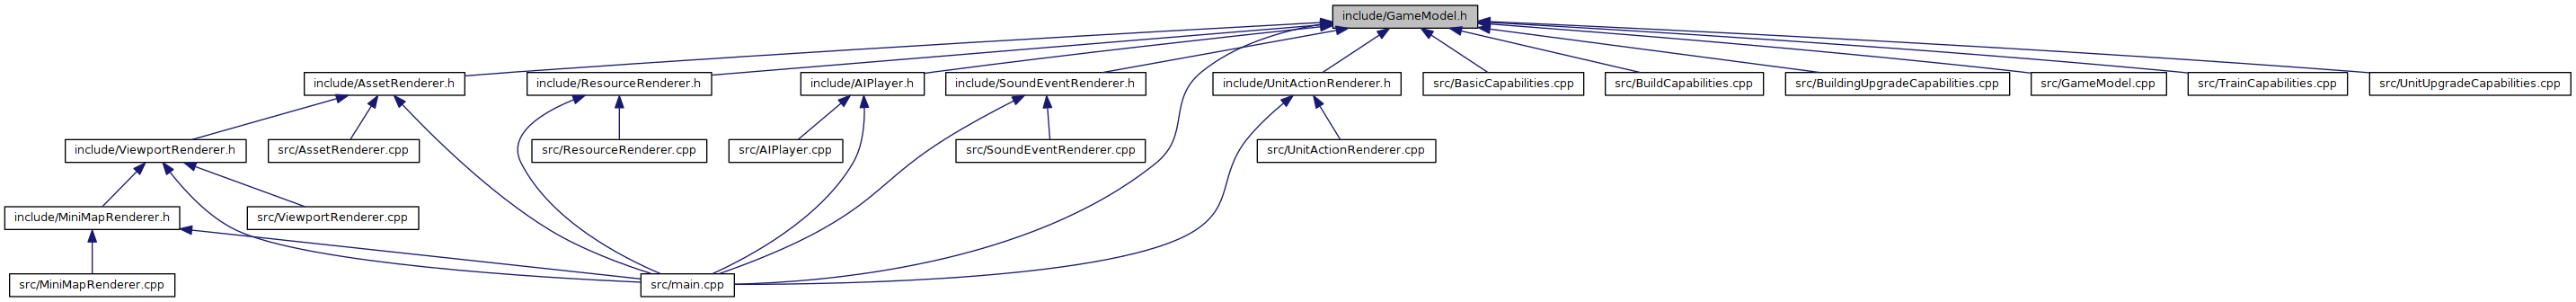 include/GameModel.h
include/AssetRenderer.h
include/ResourceRenderer.h
include/AIPlayer.h
include/SoundEventRenderer.h
include/UnitActionRenderer.h
src/BasicCapabilities.cpp
src/BuildCapabilities.cpp
src/BuildingUpgradeCapabilities.cpp
src/GameModel.cpp
src/TrainCapabilities.cpp
src/UnitUpgradeCapabilities.cpp
include/ViewportRenderer.h
src/AssetRenderer.cpp
src/ResourceRenderer.cpp
src/AIPlayer.cpp
src/SoundEventRenderer.cpp
src/UnitActionRenderer.cpp
include/MiniMapRenderer.h
src/ViewportRenderer.cpp
src/MiniMapRenderer.cpp
src/main.cpp